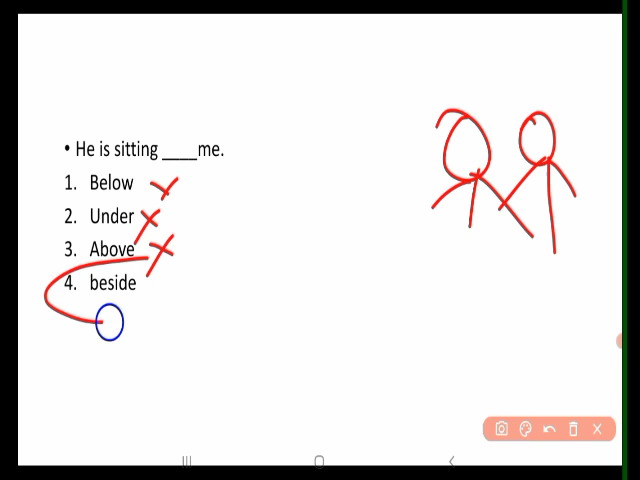 • He is sitting ____me.
1. Below
2. Under
3. Above
4. beside